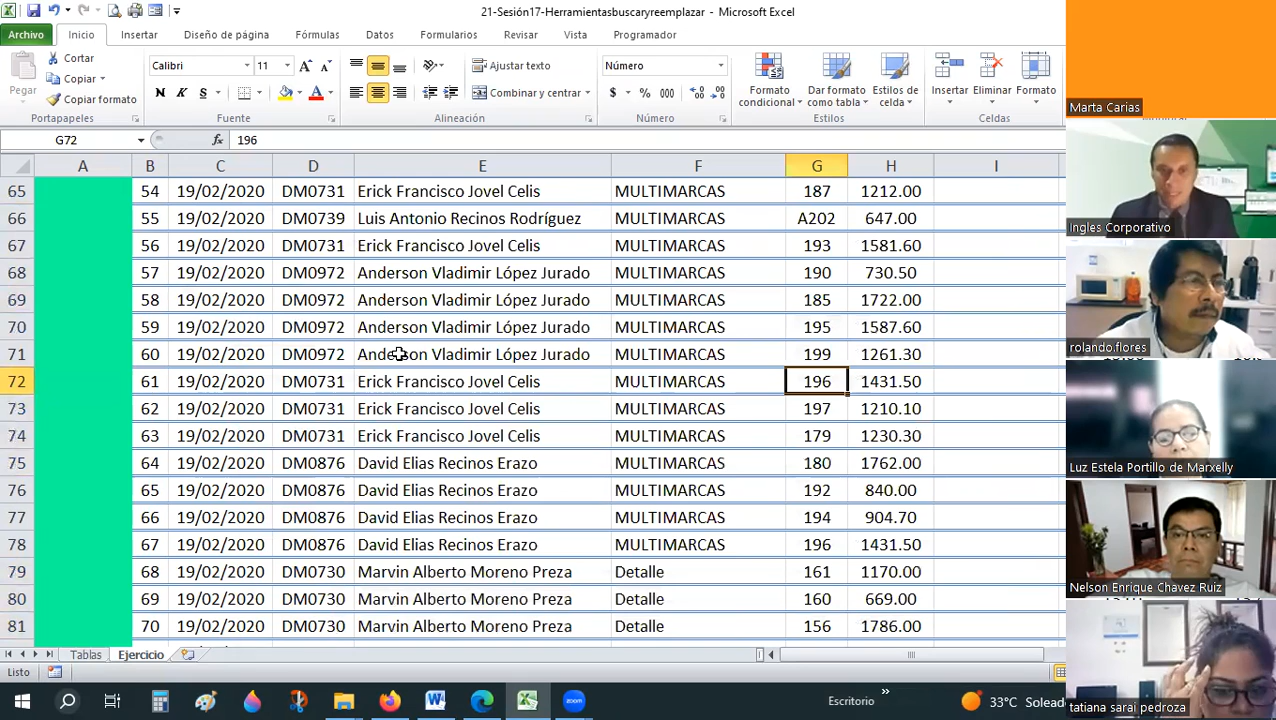 21-Sesión17-Herramientasbuscaryreemplazar - Microsoft Excel
Archivo Inicio Insertar Diseño de página Fórmulas Datos Formularios Revisar Vista Programador
Cortar
Copiar
Copiar formato
Pegar
Portapapeles
Calibri 11
N K S
Fuente
Ajustar texto
Combinar y centrar
Alineación
Número
$ % 000
Número
Formato condicional
Dar formato como tabla
Estilos de celda
Estilos
Insertar Eliminar Formato
Celdas
G72 fx 196
A B C D E F G H I
65 54 19/02/2020 DM0731 Erick Francisco Jovel Celis MULTIMARCAS 187 1212.00
66 55 19/02/2020 DM0739 Luis Antonio Recinos Rodríguez MULTIMARCAS A202 647.00
67 56 19/02/2020 DM0731 Erick Francisco Jovel Celis MULTIMARCAS 193 1581.60
68 57 19/02/2020 DM0972 Anderson Vladimir López Jurado MULTIMARCAS 190 730.50
69 58 19/02/2020 DM0972 Anderson Vladimir López Jurado MULTIMARCAS 185 1722.00
70 59 19/02/2020 DM0972 Anderson Vladimir López Jurado MULTIMARCAS 195 1587.60
71 60 19/02/2020 DM0972 Anderson Vladimir López Jurado MULTIMARCAS 199 1261.30
72 61 19/02/2020 DM0731 Erick Francisco Jovel Celis MULTIMARCAS 196 1431.50
73 62 19/02/2020 DM0731 Erick Francisco Jovel Celis MULTIMARCAS 197 1210.10
74 63 19/02/2020 DM0731 Erick Francisco Jovel Celis MULTIMARCAS 179 1230.30
75 64 19/02/2020 DM0876 David Elias Recinos Erazo MULTIMARCAS 180 1762.00
76 65 19/02/2020 DM0876 David Elias Recinos Erazo MULTIMARCAS 192 840.00
77 66 19/02/2020 DM0876 David Elias Recinos Erazo MULTIMARCAS 194 904.70
78 67 19/02/2020 DM0876 David Elias Recinos Erazo MULTIMARCAS 196 1431.50
79 68 19/02/2020 DM0730 Marvin Alberto Moreno Preza Detalle 161 1170.00
80 69 19/02/2020 DM0730 Marvin Alberto Moreno Preza Detalle 160 669.00
81 70 19/02/2020 DM0730 Marvin Alberto Moreno Preza Detalle 156 1786.00
Tablas Ejercicio
Listo
Escritorio » 33°C Soleado
Marta Carias
Ingles Corporativo
rolando.flores
Luz Estela Portillo de Marxelly
Nelson Enrique Chavez Ruiz
tatiana sarai pedroza